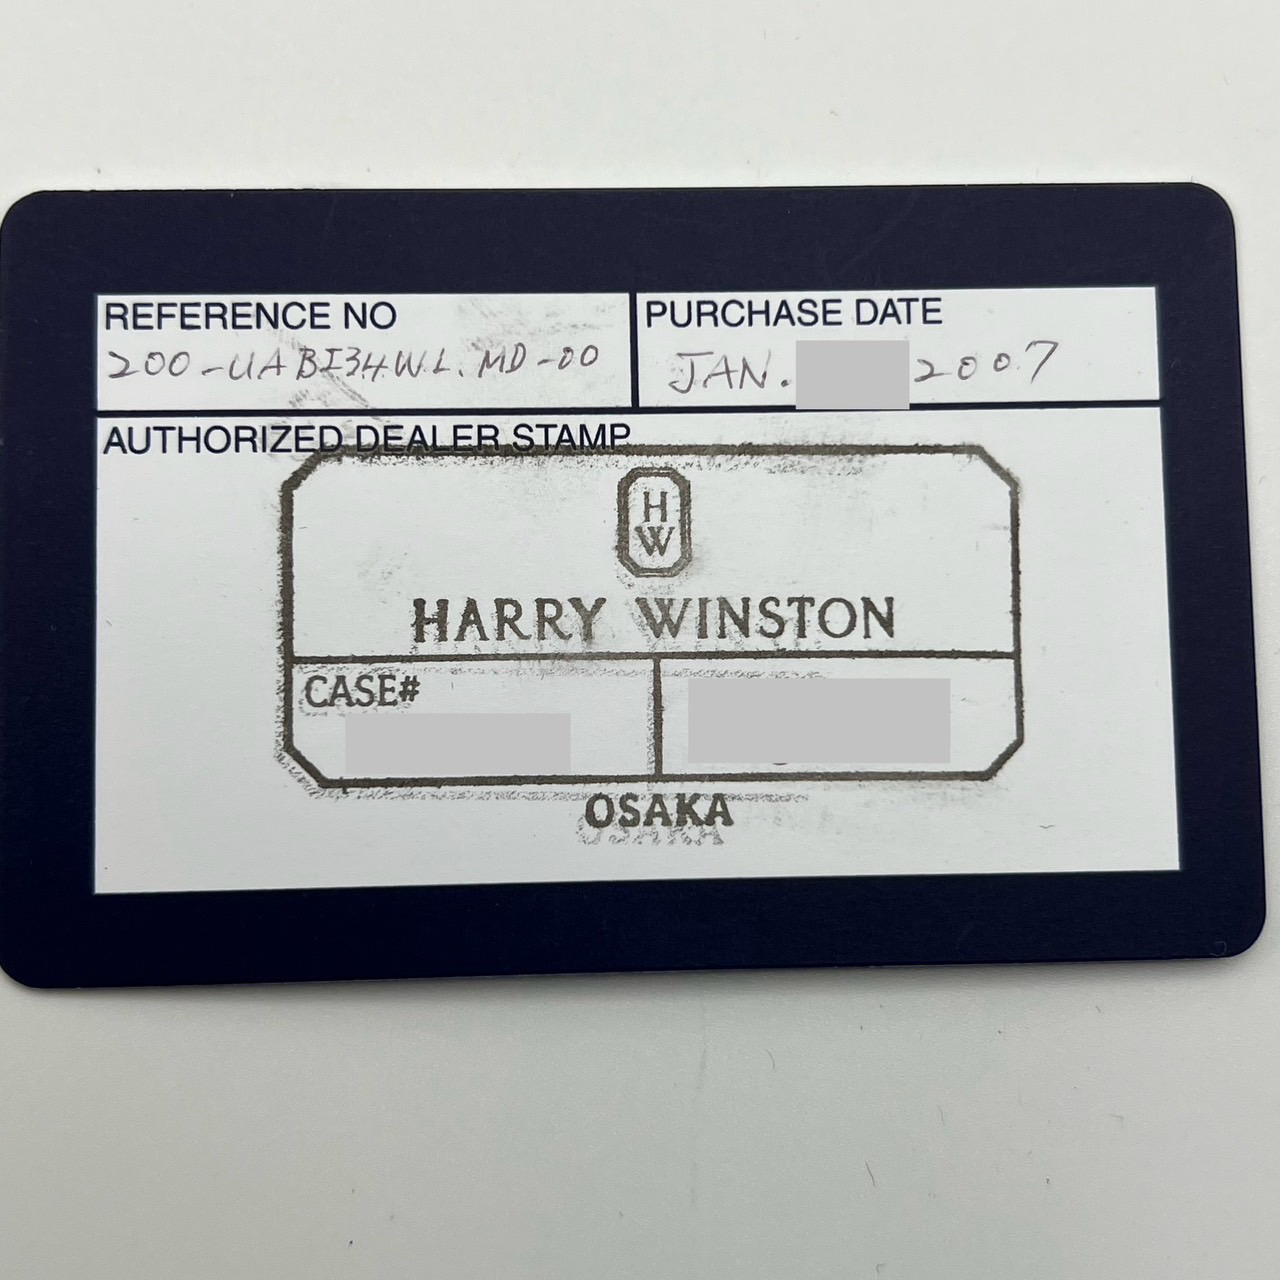 REFERENCE NO
200-UABI34WL.MD-00
PURCHASE DATE
JAN. 2007
AUTHORIZED DEALER STAMP
H
W
HARRY WINSTON
CASE#
OSAKA